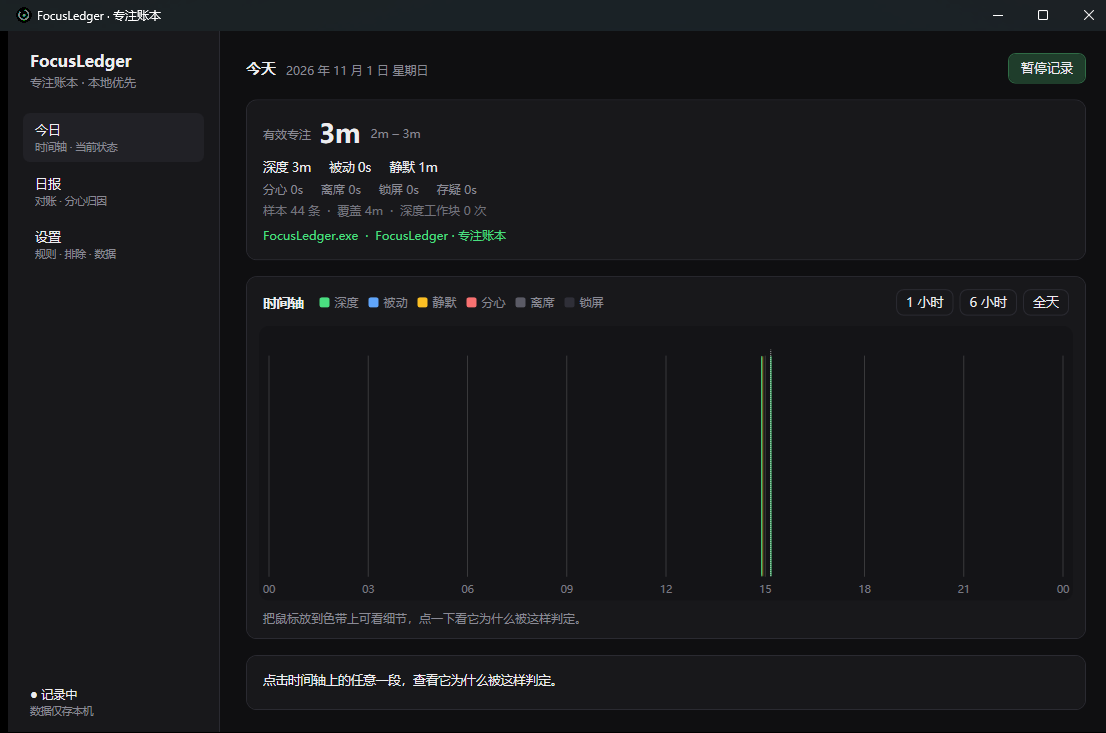 FocusLedger · 专注账本
FocusLedger
专注账本 · 本地优先
今日
时间轴 · 当前状态
日报
对账 · 分心归因
设置
规则 · 排除 · 数据
● 记录中
数据仅存本机
今天 2026 年 11 月 1 日 星期日
暂停记录
有效专注 3m 2m – 3m
深度 3m 被动 0s 静默 1m
分心 0s 离席 0s 锁屏 0s 存疑 0s
样本 44 条 · 覆盖 4m · 深度工作块 0 次
FocusLedger.exe · FocusLedger · 专注账本
时间轴 深度 被动 静默 分心 离席 锁屏
1 小时 6 小时 全天
00 03 06 09 12 15 18 21 00
把鼠标放到色带上可看细节，点一下看它为什么被这样判定。
点击时间轴上的任意一段，查看它为什么被这样判定。